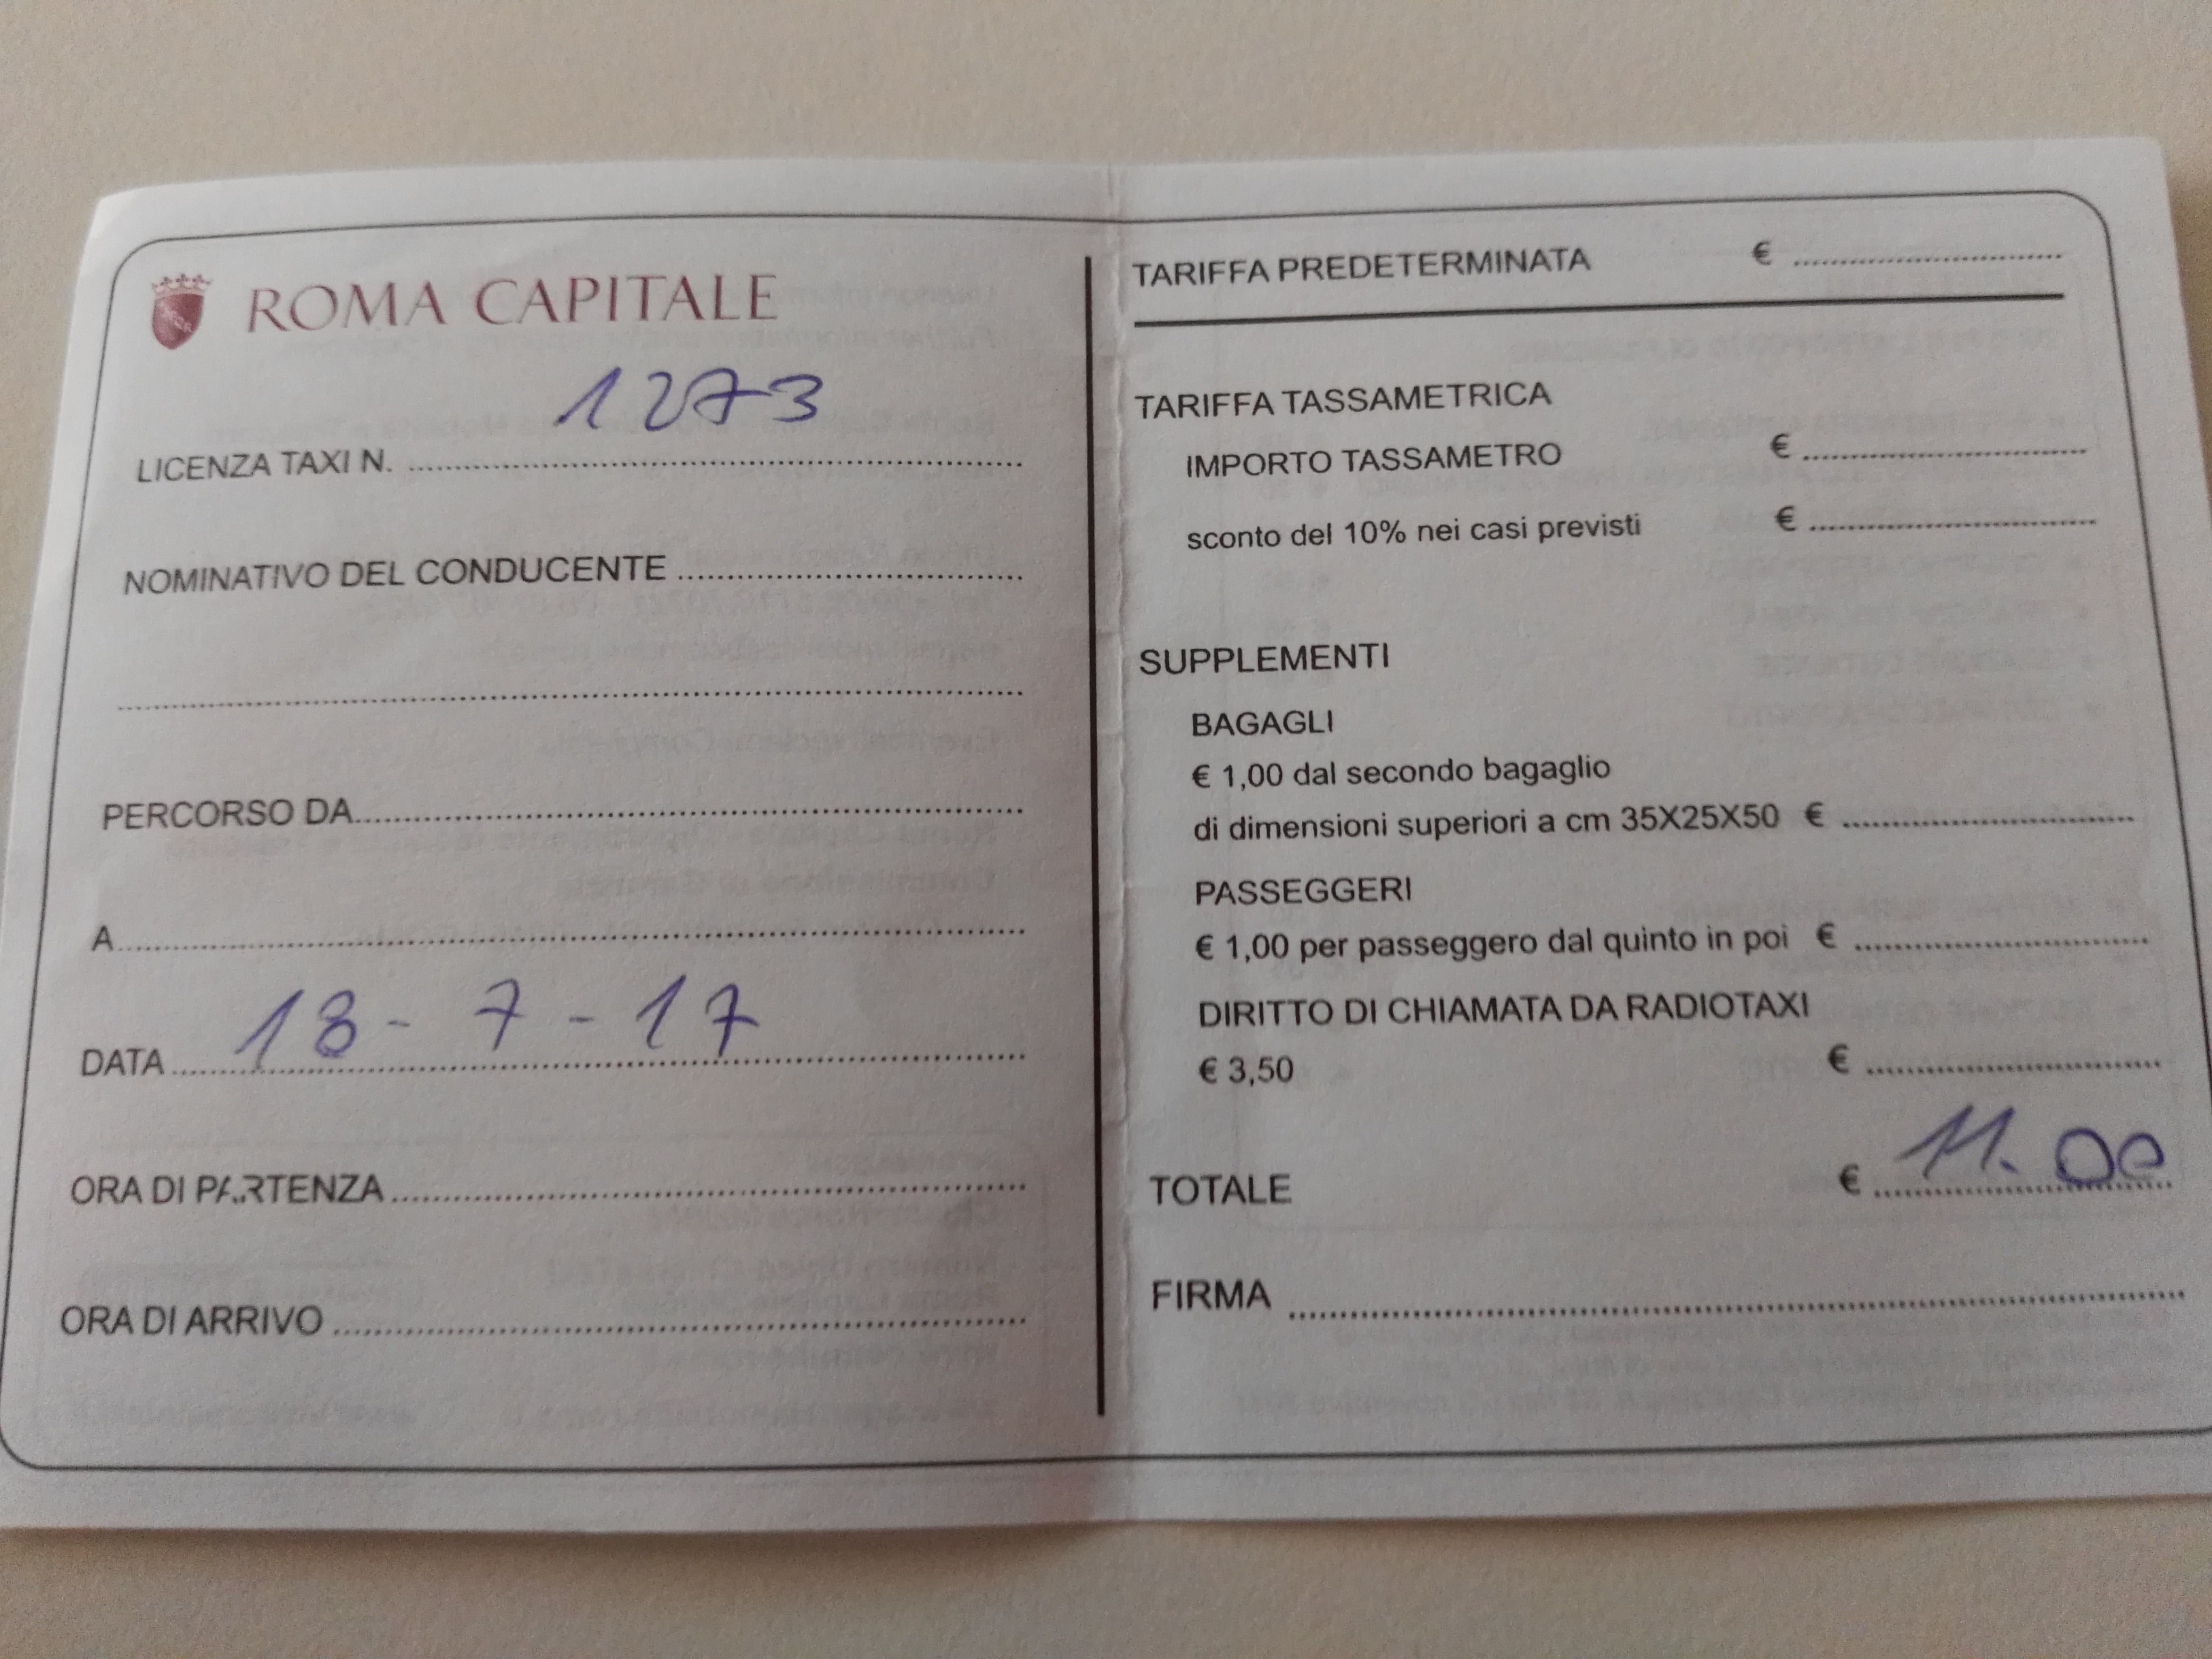 ROMA CAPITALE
1273
LICENZA TAXI N. ........................
NOMINATIVO DEL CONDUCENTE ........................
........................
PERCORSO DA........................
A........................
DATA ........................
18 - 7 - 17
ORA DI PARTENZA ........................
ORA DI ARRIVO ........................
TARIFFA PREDETERMINATA € ........................
TARIFFA TASSAMETRICA
IMPORTO TASSAMETRO € ........................
sconto del 10% nei casi previsti € ........................
SUPPLEMENTI
BAGAGLI
€ 1,00 dal secondo bagaglio
di dimensioni superiori a cm 35X25X50 € ........................
PASSEGGERI
€ 1,00 per passeggero dal quinto in poi € ........................
DIRITTO DI CHIAMATA DA RADIOTAXI
€ 3,50 € ........................
TOTALE € 11.00
FIRMA ........................